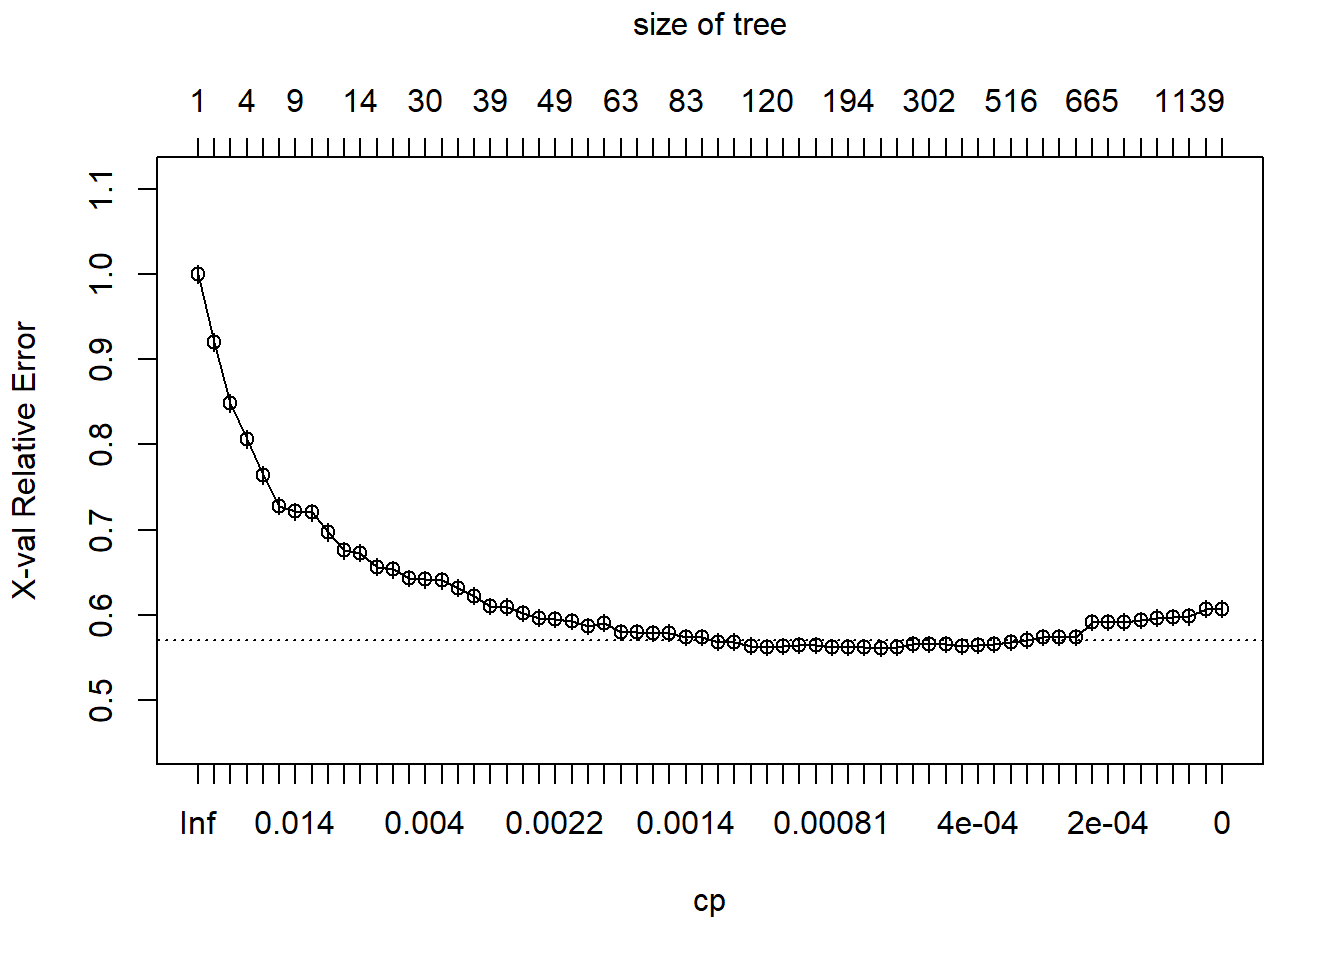 size of tree
1 4 9 14 30 39 49 63 83 120 194 302 516 665 1139
1.1
1.0
0.9
0.8
0.7
0.6
0.5
X-val Relative Error
Inf 0.014 0.004 0.0022 0.0014 0.00081 4e-04 2e-04 0
cp